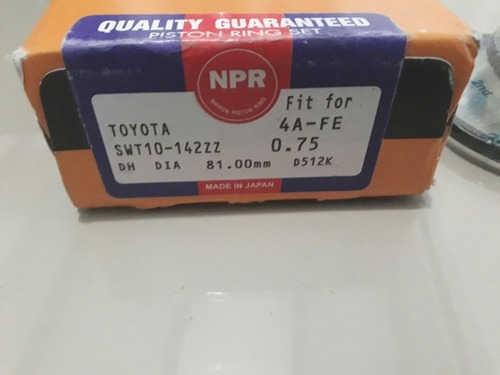 QUALITY GUARANTEED
PISTON RING SET
NPR
NIPPON PISTON RING
Fit for
TOYOTA 4A-FE
SWT10-142ZZ 0.75
DH DIA 81.00mm D512K
MADE IN JAPAN
2nd